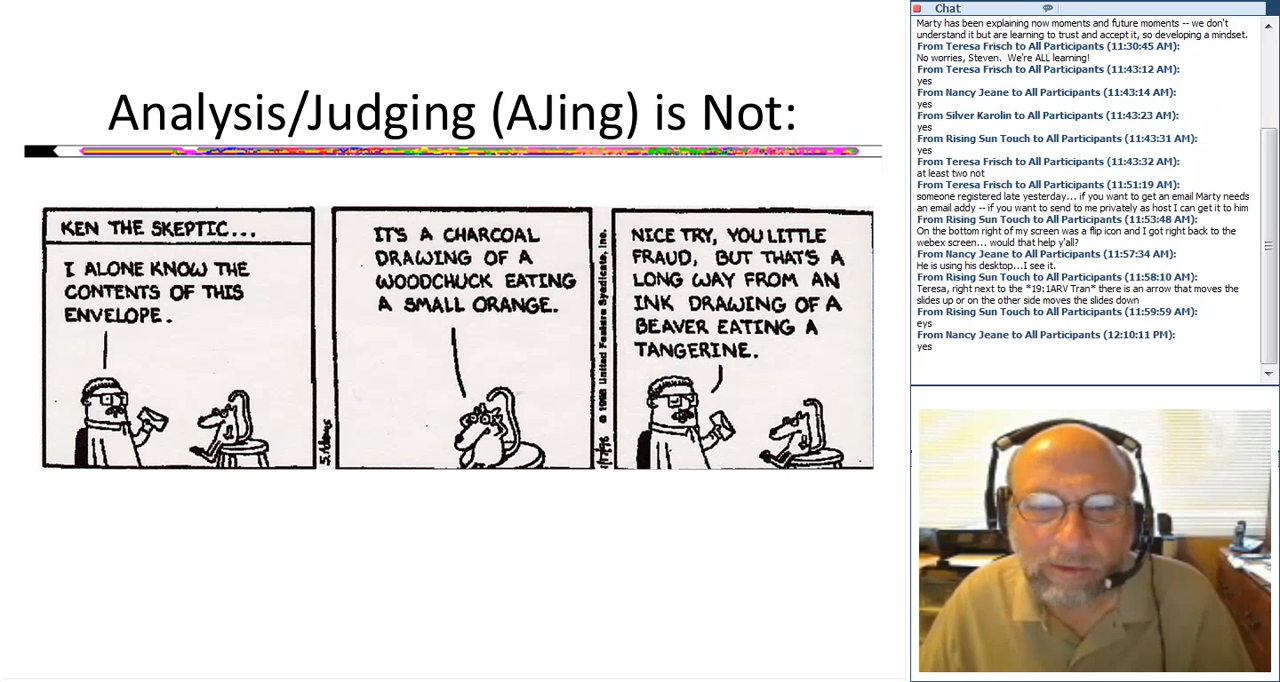 Analysis/Judging (AJing) is Not:
KEN THE SKEPTIC...
I ALONE KNOW THE
CONTENTS OF THIS
ENVELOPE.
S.Adams
IT'S A CHARCOAL
DRAWING OF A
WOODCHUCK EATING
A SMALL ORANGE.
United Feature Syndicate, Inc.
NICE TRY, YOU LITTLE
FRAUD, BUT THAT'S A
LONG WAY FROM AN
INK DRAWING OF A
BEAVER EATING A
TANGERINE.
Chat
Marty has been explaining now moments and future moments -- we don't
understand it but are learning to trust and accept it, so developing a mindset.
From Teresa Frisch to All Participants (11:30:45 AM):
No worries, Steven.  We're ALL learning!
From Teresa Frisch to All Participants (11:43:12 AM):
yes
From Nancy Jeane to All Participants (11:43:14 AM):
yes
From Silver Karolin to All Participants (11:43:23 AM):
yes
From Rising Sun Touch to All Participants (11:43:31 AM):
yes
From Teresa Frisch to All Participants (11:43:32 AM):
at least two not
From Teresa Frisch to All Participants (11:51:19 AM):
someone registered late yesterday... if you want to get an email Marty needs
an email addy -- if you want to send to me privately as host I can get it to him
From Rising Sun Touch to All Participants (11:53:48 AM):
On the bottom right of my screen was a flip icon and I got right back to the
webex screen... would that help y'all?
From Nancy Jeane to All Participants (11:57:34 AM):
He is using his desktop...I see it.
From Rising Sun Touch to All Participants (11:58:10 AM):
Teresa, right next to the *19:1ARV Tran* there is an arrow that moves the
slides up or on the other side moves the slides down
From Rising Sun Touch to All Participants (11:59:59 AM):
eys
From Nancy Jeane to All Participants (12:10:11 PM):
yes